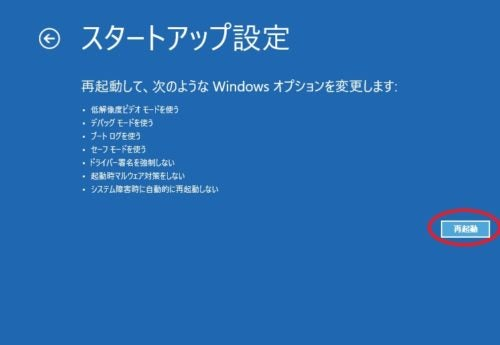 スタートアップ設定
再起動して、次のような Windows オプションを変更します:
• 低解像度ビデオ モードを使う
• デバッグ モードを使う
• ブート ログを使う
• セーフ モードを使う
• ドライバー署名を強制しない
• 起動時マルウェア対策をしない
• システム障害時に自動的に再起動しない
再起動